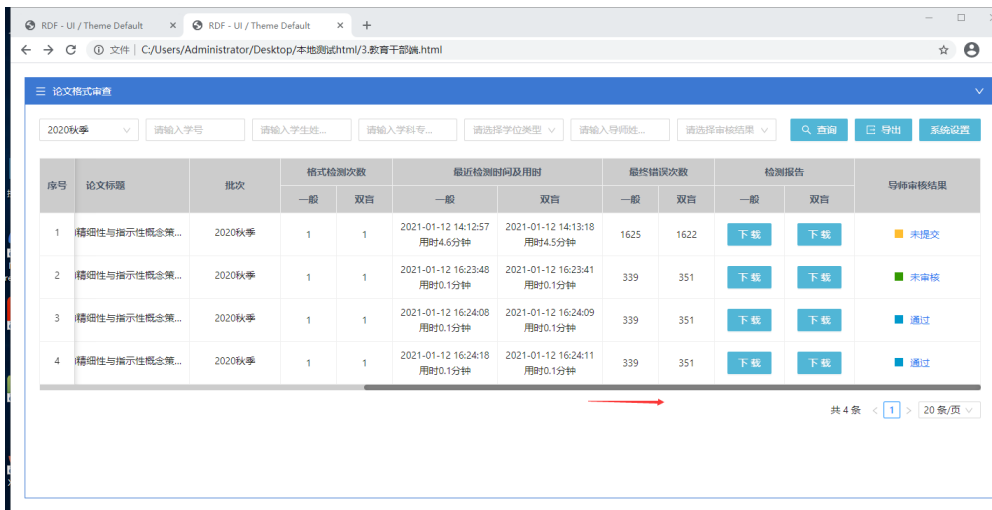 RDF - UI / Theme Default
RDF - UI / Theme Default
文件 C:/Users/Administrator/Desktop/本地测试html/3.教育干部端.html
论文格式审查
2020秋季 请输入学号 请输入学生姓... 请输入学科专... 请选择学位类型 请输入导师姓... 请选择审核结果 查询 导出 系统设置
序号 论文标题 批次 格式检测次数 最近检测时间及用时 最终错误次数 检测报告 导师审核结果
一般 双盲 一般 双盲 一般 双盲 一般 双盲
1 精细性与指示性概念策... 2020秋季 1 1 2021-01-12 14:12:57 2021-01-12 14:13:18 1625 1622 下载 下载 未提交
用时4.6分钟 用时4.5分钟
2 精细性与指示性概念策... 2020秋季 1 1 2021-01-12 16:23:48 2021-01-12 16:23:41 339 351 下载 下载 未审核
用时0.1分钟 用时0.1分钟
3 精细性与指示性概念策... 2020秋季 1 1 2021-01-12 16:24:08 2021-01-12 16:24:09 339 351 下载 下载 通过
用时0.1分钟 用时0.1分钟
4 精细性与指示性概念策... 2020秋季 1 1 2021-01-12 16:24:18 2021-01-12 16:24:11 339 351 下载 下载 通过
用时0.1分钟 用时0.1分钟
共 4 条 < 1 > 20 条/页